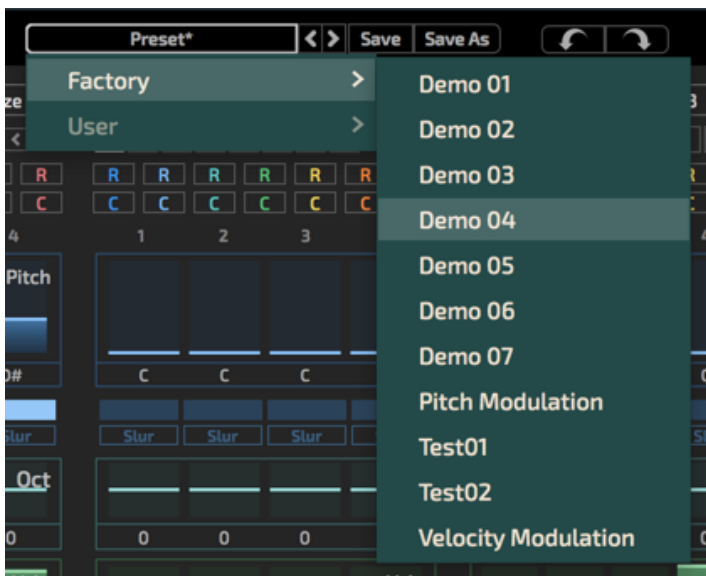 Preset* < > Save Save As
Factory >
User >
Demo 01
Demo 02
Demo 03
Demo 04
Demo 05
Demo 06
Demo 07
Pitch Modulation
Test01
Test02
Velocity Modulation
ze
<
R R R R R R R
C C C C C C C
4 1 2 3
Pitch
C C C
Slur Slur Slur
Oct
0 0 0 0